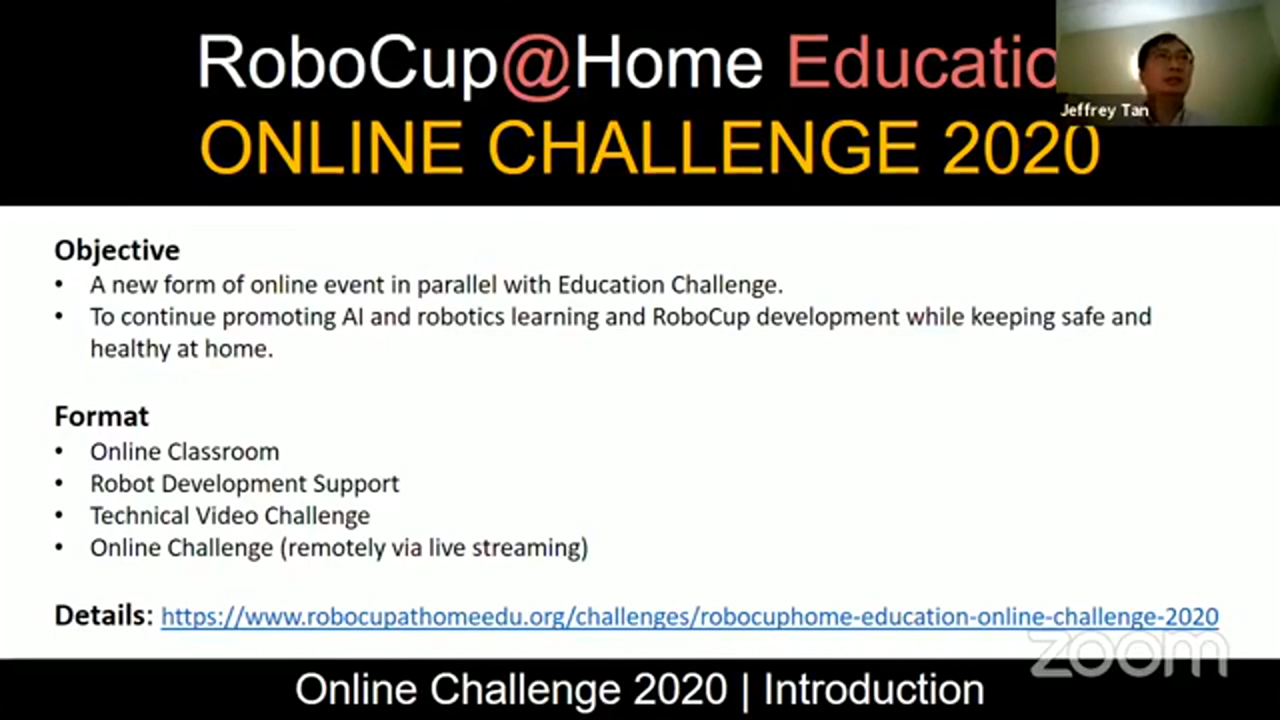 RoboCup@Home Educatio
Jeffrey Tan
ONLINE CHALLENGE 2020
Objective
• A new form of online event in parallel with Education Challenge.
• To continue promoting AI and robotics learning and RoboCup development while keeping safe and
healthy at home.
Format
• Online Classroom
• Robot Development Support
• Technical Video Challenge
• Online Challenge (remotely via live streaming)
Details: https://www.robocupathomeedu.org/challenges/robocuphome-education-online-challenge-2020
zoom
Online Challenge 2020 | Introduction